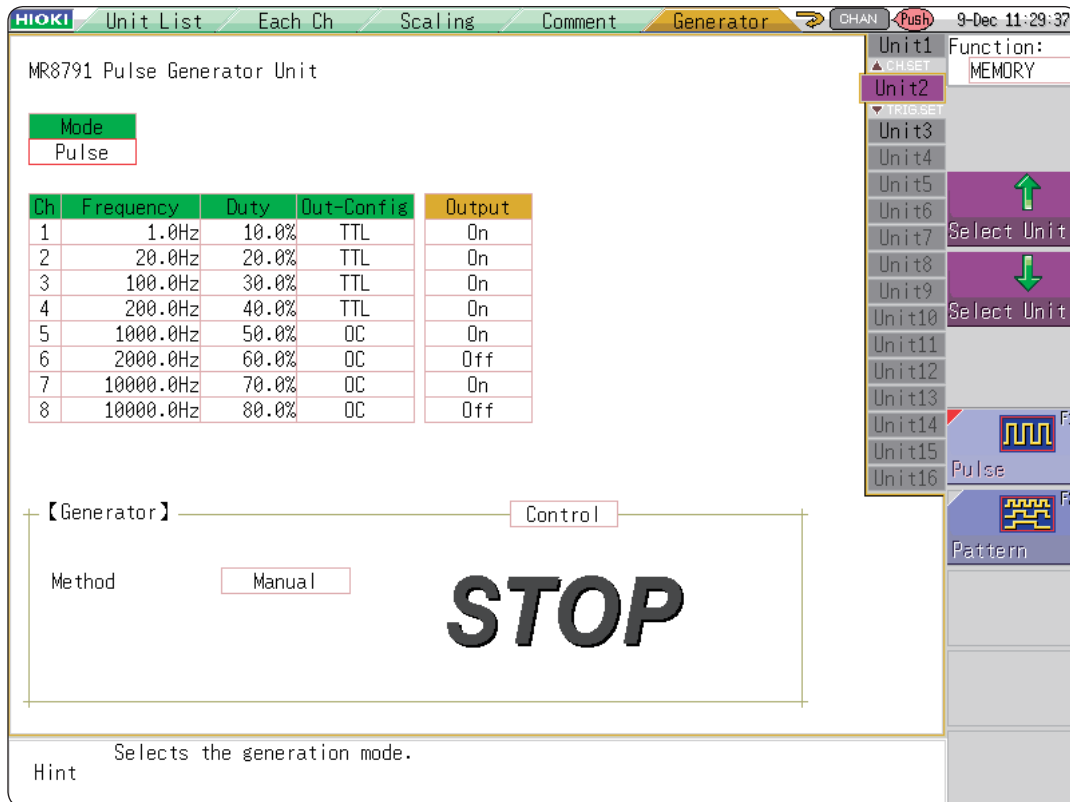 HIOKI Unit List Each Ch Scaling Comment Generator CHAN Push 9-Dec 11:29:37
MR8791 Pulse Generator Unit
Mode
Pulse
Ch Frequency Duty Out-Config Output
1 1.0Hz 10.0% TTL On
2 20.0Hz 20.0% TTL On
3 100.0Hz 30.0% TTL On
4 200.0Hz 40.0% TTL On
5 1000.0Hz 50.0% OC On
6 2000.0Hz 60.0% OC Off
7 10000.0Hz 70.0% OC On
8 10000.0Hz 80.0% OC Off
【Generator】 Control
Method Manual
STOP
Hint Selects the generation mode.
Unit1
▲CH.SET
Unit2
▼TRIG.SET
Unit3
Unit4
Unit5
Unit6
Unit7
Unit8
Unit9
Unit10
Unit11
Unit12
Unit13
Unit14
Unit15
Unit16
Function:
MEMORY
Select Unit
Select Unit
Pulse
Pattern